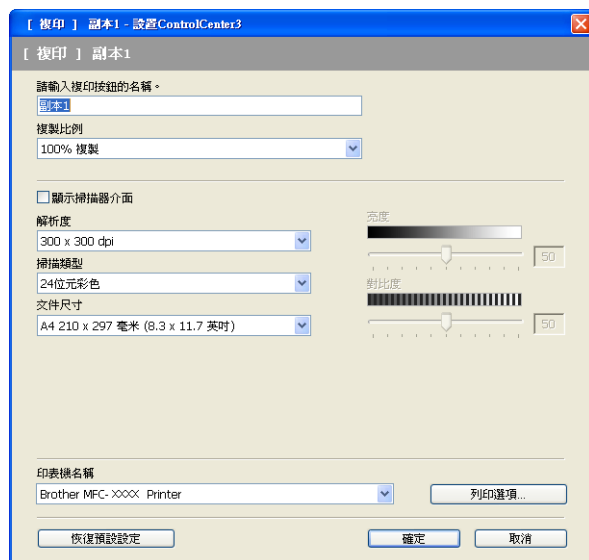 [ 複印 ] 副本1 - 設置ControlCenter3
[ 複印 ] 副本1
請輸入複印按鈕的名稱。
副本1
複製比例
100% 複製
顯示掃描器介面
解析度
300 x 300 dpi
掃描類型
24位元彩色
文件尺寸
A4 210 x 297 毫米 (8.3 x 11.7 英吋)
亮度
50
對比度
50
印表機名稱
Brother MFC- XXXX Printer
列印選項...
恢復預設設定
確定
取消